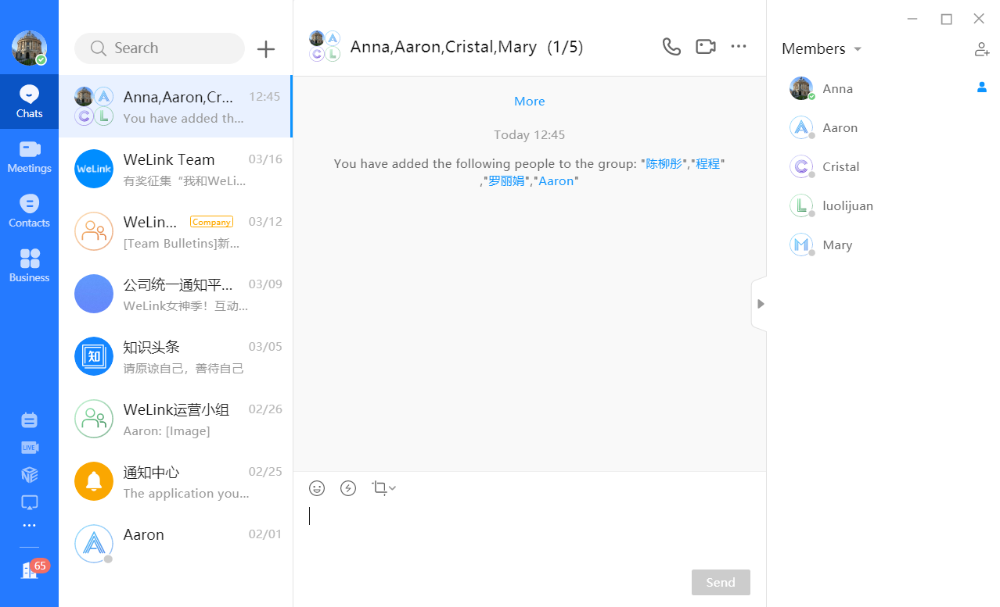 Chats
Meetings
Contacts
Business
LIVE
65
Search
Anna,Aaron,Cr...
12:45
You have added th...
WeLink
WeLink Team
03/16
有奖征集“我和WeLi...
WeLin...
Company
03/12
[Team Bulletins]新...
公司统一通知平...
03/09
WeLink女神季！互动...
知
知识头条
03/05
请原谅自己，善待自己
WeLink运营小组
02/26
Aaron: [Image]
通知中心
02/25
The application you...
Aaron
02/01
Anna,Aaron,Cristal,Mary (1/5)
More
Today 12:45
You have added the following people to the group: "陈柳彤","程程"
,"罗丽娟","Aaron"
Send
Members
Anna
Aaron
Cristal
luolijuan
Mary